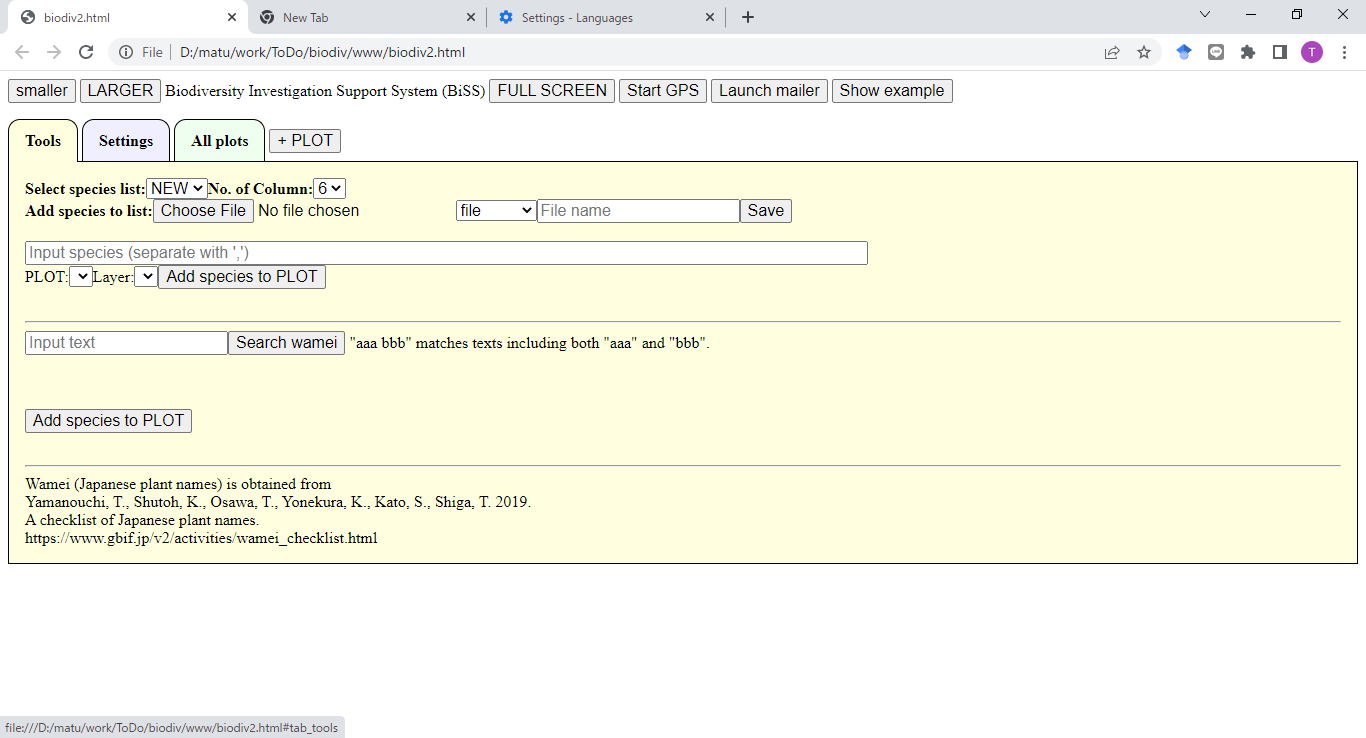 biodiv2.html New Tab Settings - Languages
File D:/matu/work/ToDo/biodiv/www/biodiv2.html T
smaller LARGER Biodiversity Investigation Support System (BiSS) FULL SCREEN Start GPS Launch mailer Show example
Tools Settings All plots + PLOT
Select species list: NEW No. of Column: 6
Add species to list: Choose File No file chosen file File name Save
Input species (separate with ',')
PLOT: Layer: Add species to PLOT
Input text Search wamei "aaa bbb" matches texts including both "aaa" and "bbb".
Add species to PLOT
Wamei (Japanese plant names) is obtained from
Yamanouchi, T., Shutoh, K., Osawa, T., Yonekura, K., Kato, S., Shiga, T. 2019.
A checklist of Japanese plant names.
https://www.gbif.jp/v2/activities/wamei_checklist.html
file:///D:/matu/work/ToDo/biodiv/www/biodiv2.html#tab_tools